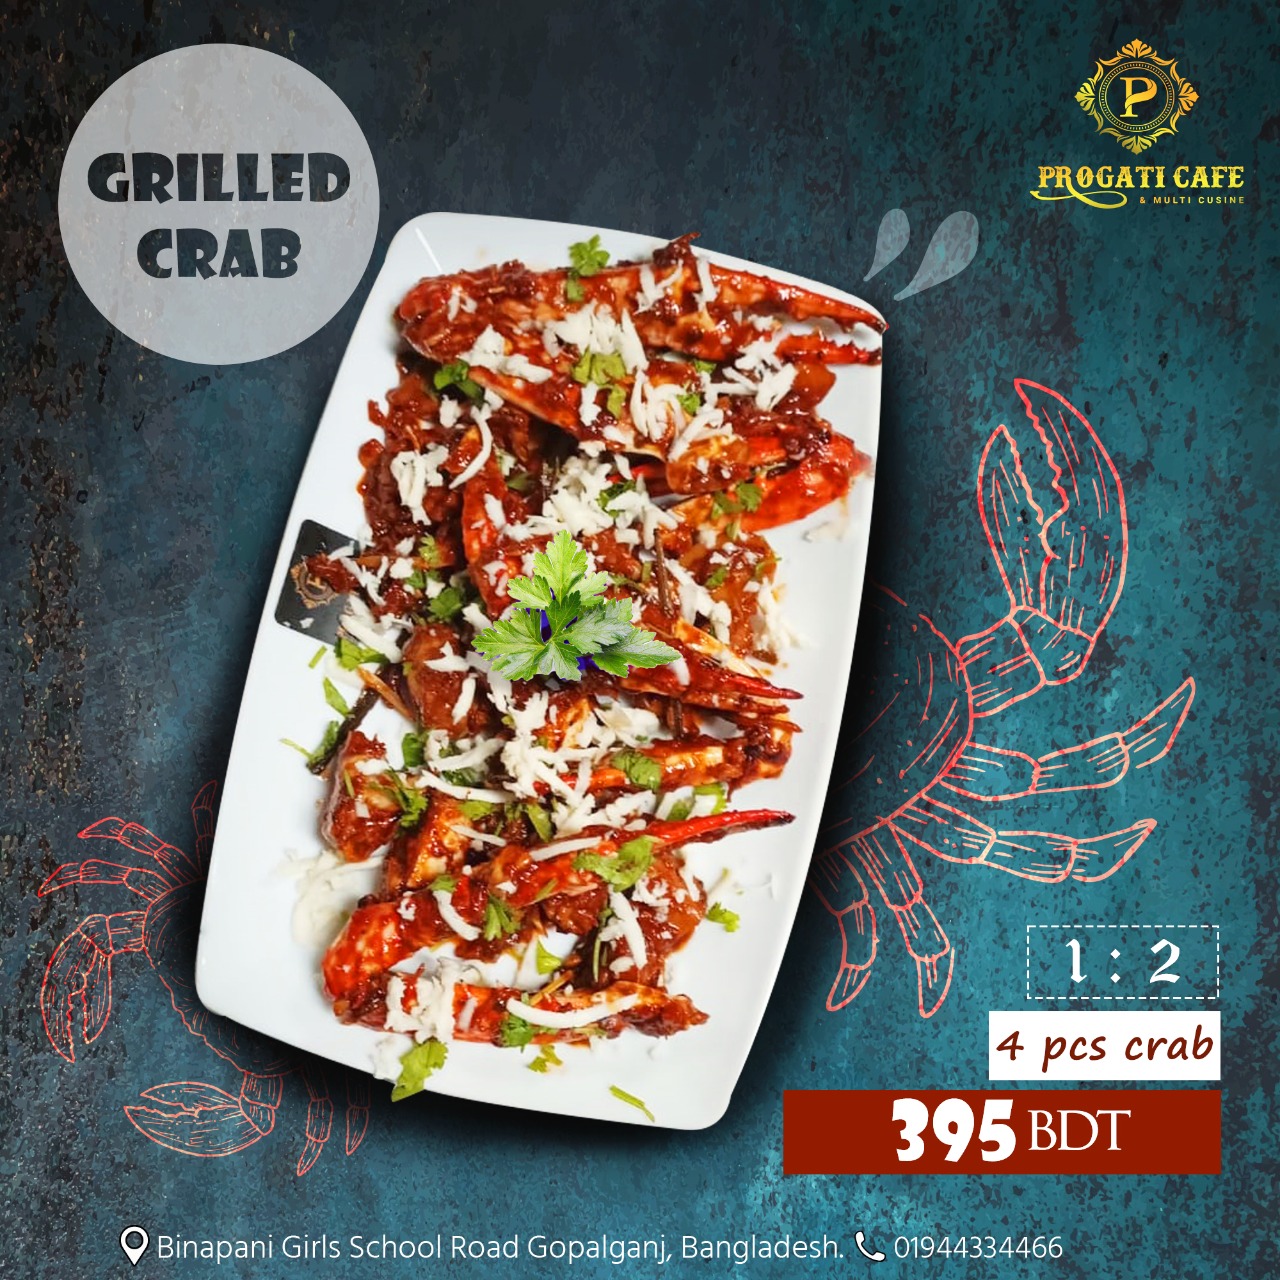 GRILLED
CRAB
P
PROGATI CAFE
& MULTI CUSINE
1 : 2
4 pcs crab
395 BDT
Binapani Girls School Road Gopalganj, Bangladesh. 01944334466